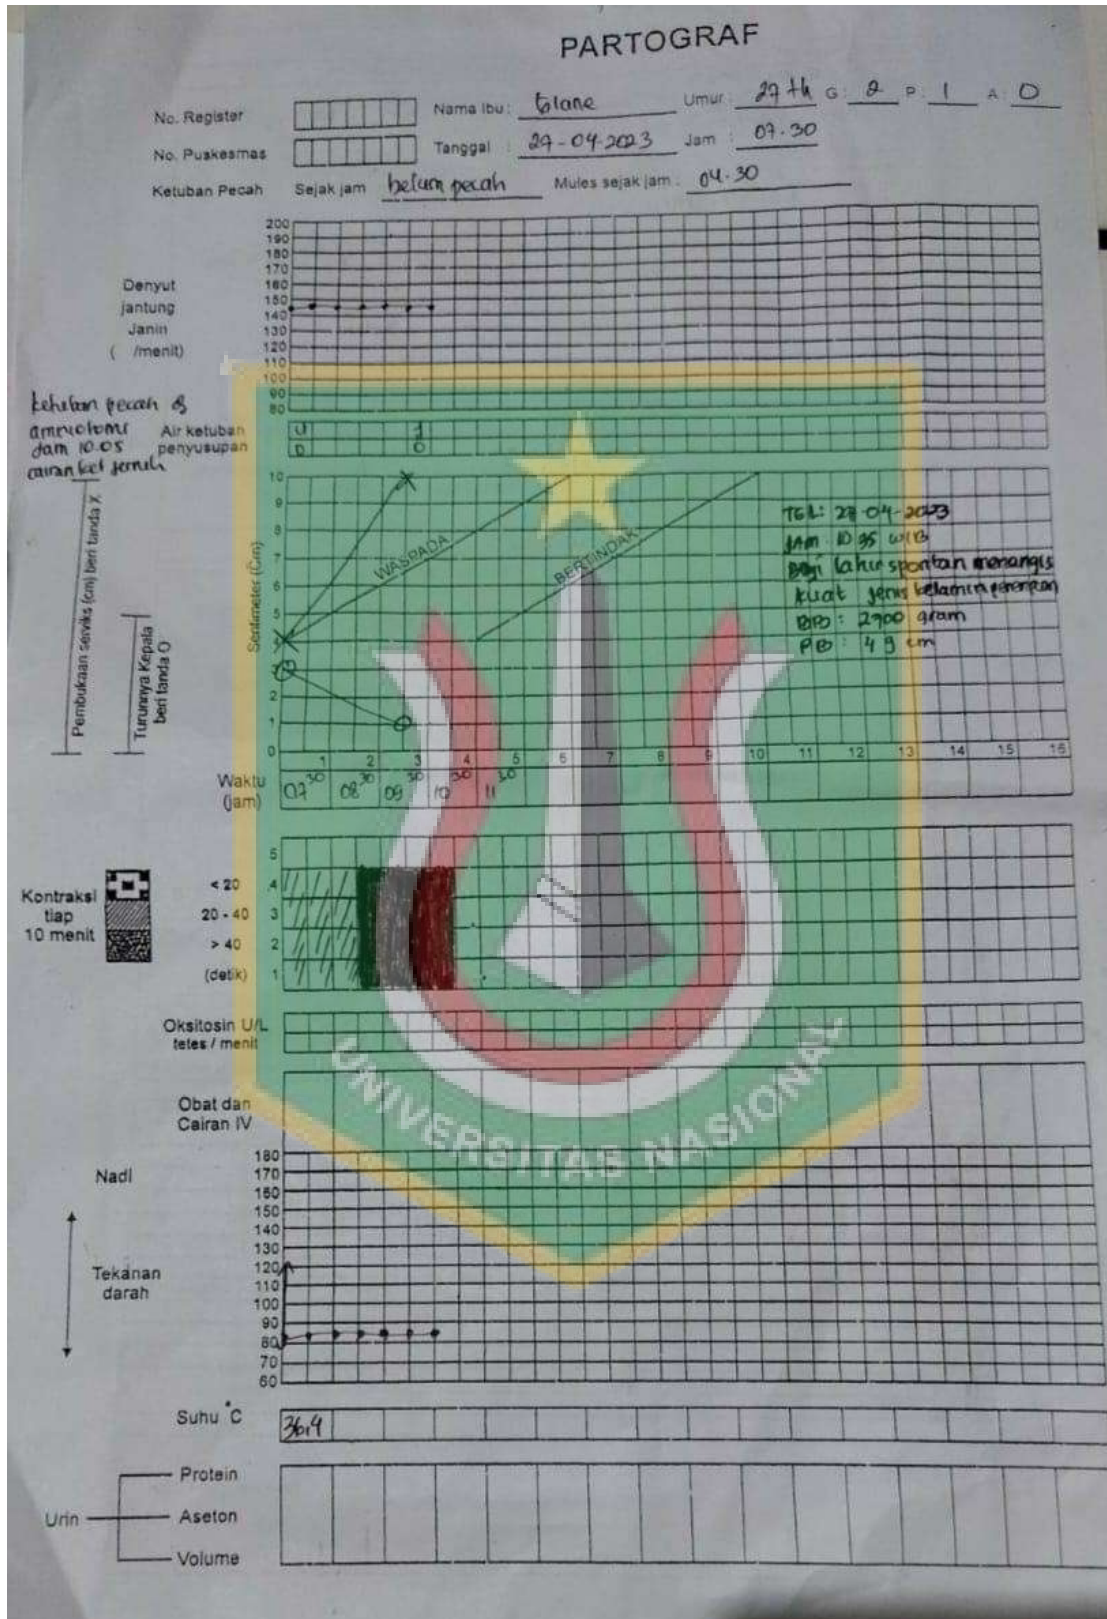 PARTOGRAF
No. Register Nama Ibu : Umur : 27 th G : 2 P : 1 A : 0
No. Puskesmas Tanggal : 27-04-2023 Jam : 07.30
Ketuban Pecah Sejak jam belum pecah Mules sejak jam : 04.30
200
190
180
170
160
150
140
130
120
110
100
90
80
Denyut
jantung
Janin
( /menit)
pecah
amniotomi
Jam 10.05
cairan ket jernih
Air ketuban U J
penyusupan 0 0
Pembukaan serviks (cm) beri tanda X
Turunnya Kepala
beri tanda O
Sentimeter (Cm)
10
9
8
7
6
5
4
3
2
1
0
WASPADA
BERTINDAK
TGL: 27-04-2023
JAM 10 35 WIB
Bayi lahir spontan menangis
kuat jenis kelamin perempuan
BB : 2900 gram
PB : 49 cm
1 2 3 4 5 6 7 8 9 10 11 12 13 14 15 16
Waktu
(jam)
07 30 08 30 09 30 10 30 11 30
Kontraksi
tiap
10 menit
< 20
20 - 40
> 40
(detik)
5
4
3
2
1
Oksitosin U/L
tetes / menit
Obat dan
Cairan IV
UNIVERSITAS NASIONAL
Nadi
Tekanan
darah
180
170
160
150
140
130
120
110
100
90
80
70
60
Suhu °C 36,4
Urin
Protein
Aseton
Volume